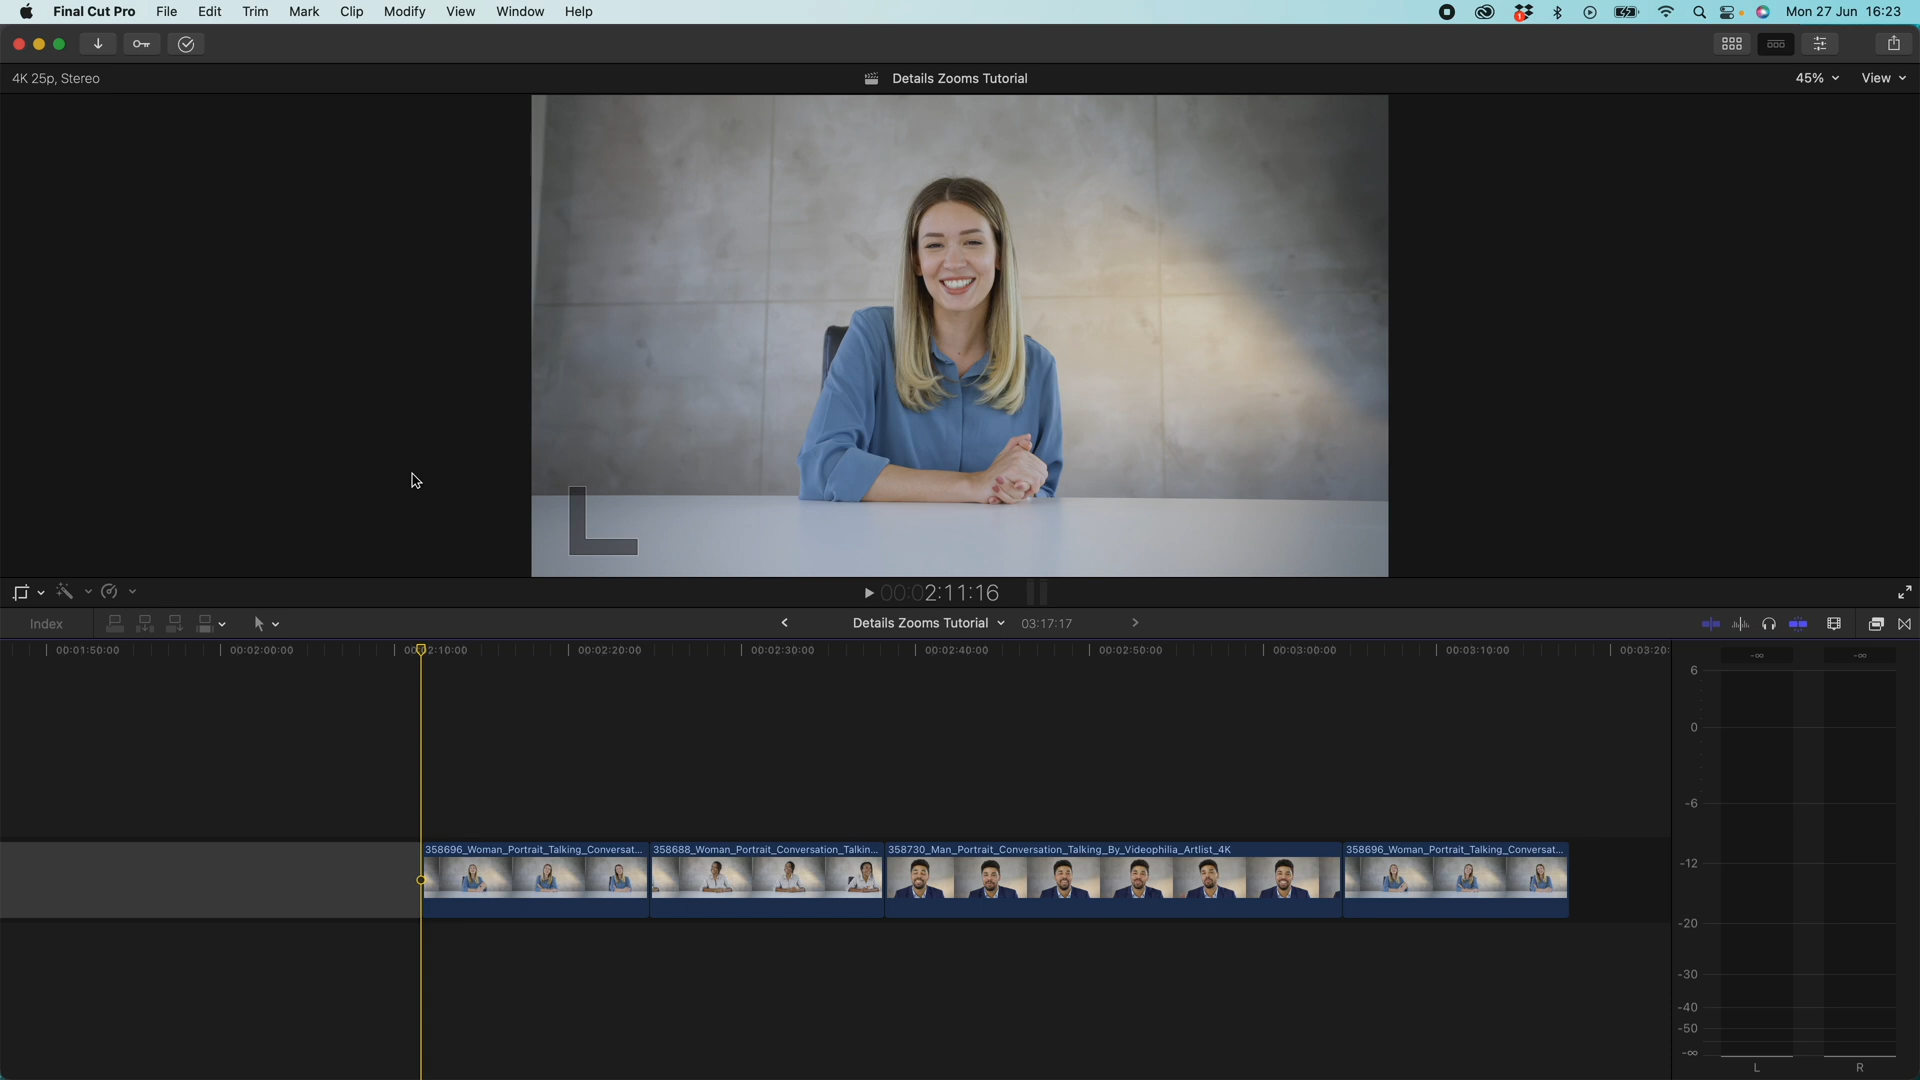 Final Cut Pro File Edit Trim Mark Clip Modify View Window Help
1
Mon 27 Jun 16:23
4K 25p, Stereo
Details Zooms Tutorial
45%
View
00:02:11:16
Index
Details Zooms Tutorial
03:17:17
00:01:50:00
00:02:00:00
00:02:10:00
00:02:20:00
00:02:30:00
00:02:40:00
00:02:50:00
00:03:00:00
00:03:10:00
00:03:20:
358696_Woman_Portrait_Talking_Conversat...
358688_Woman_Portrait_Conversation_Talkin...
358730_Man_Portrait_Conversation_Talking_By_Videophilia_Artlist_4K
358696_Woman_Portrait_Talking_Conversat...
-∞
-∞
6
0
-6
-12
-20
-30
-40
-50
-∞
L
R